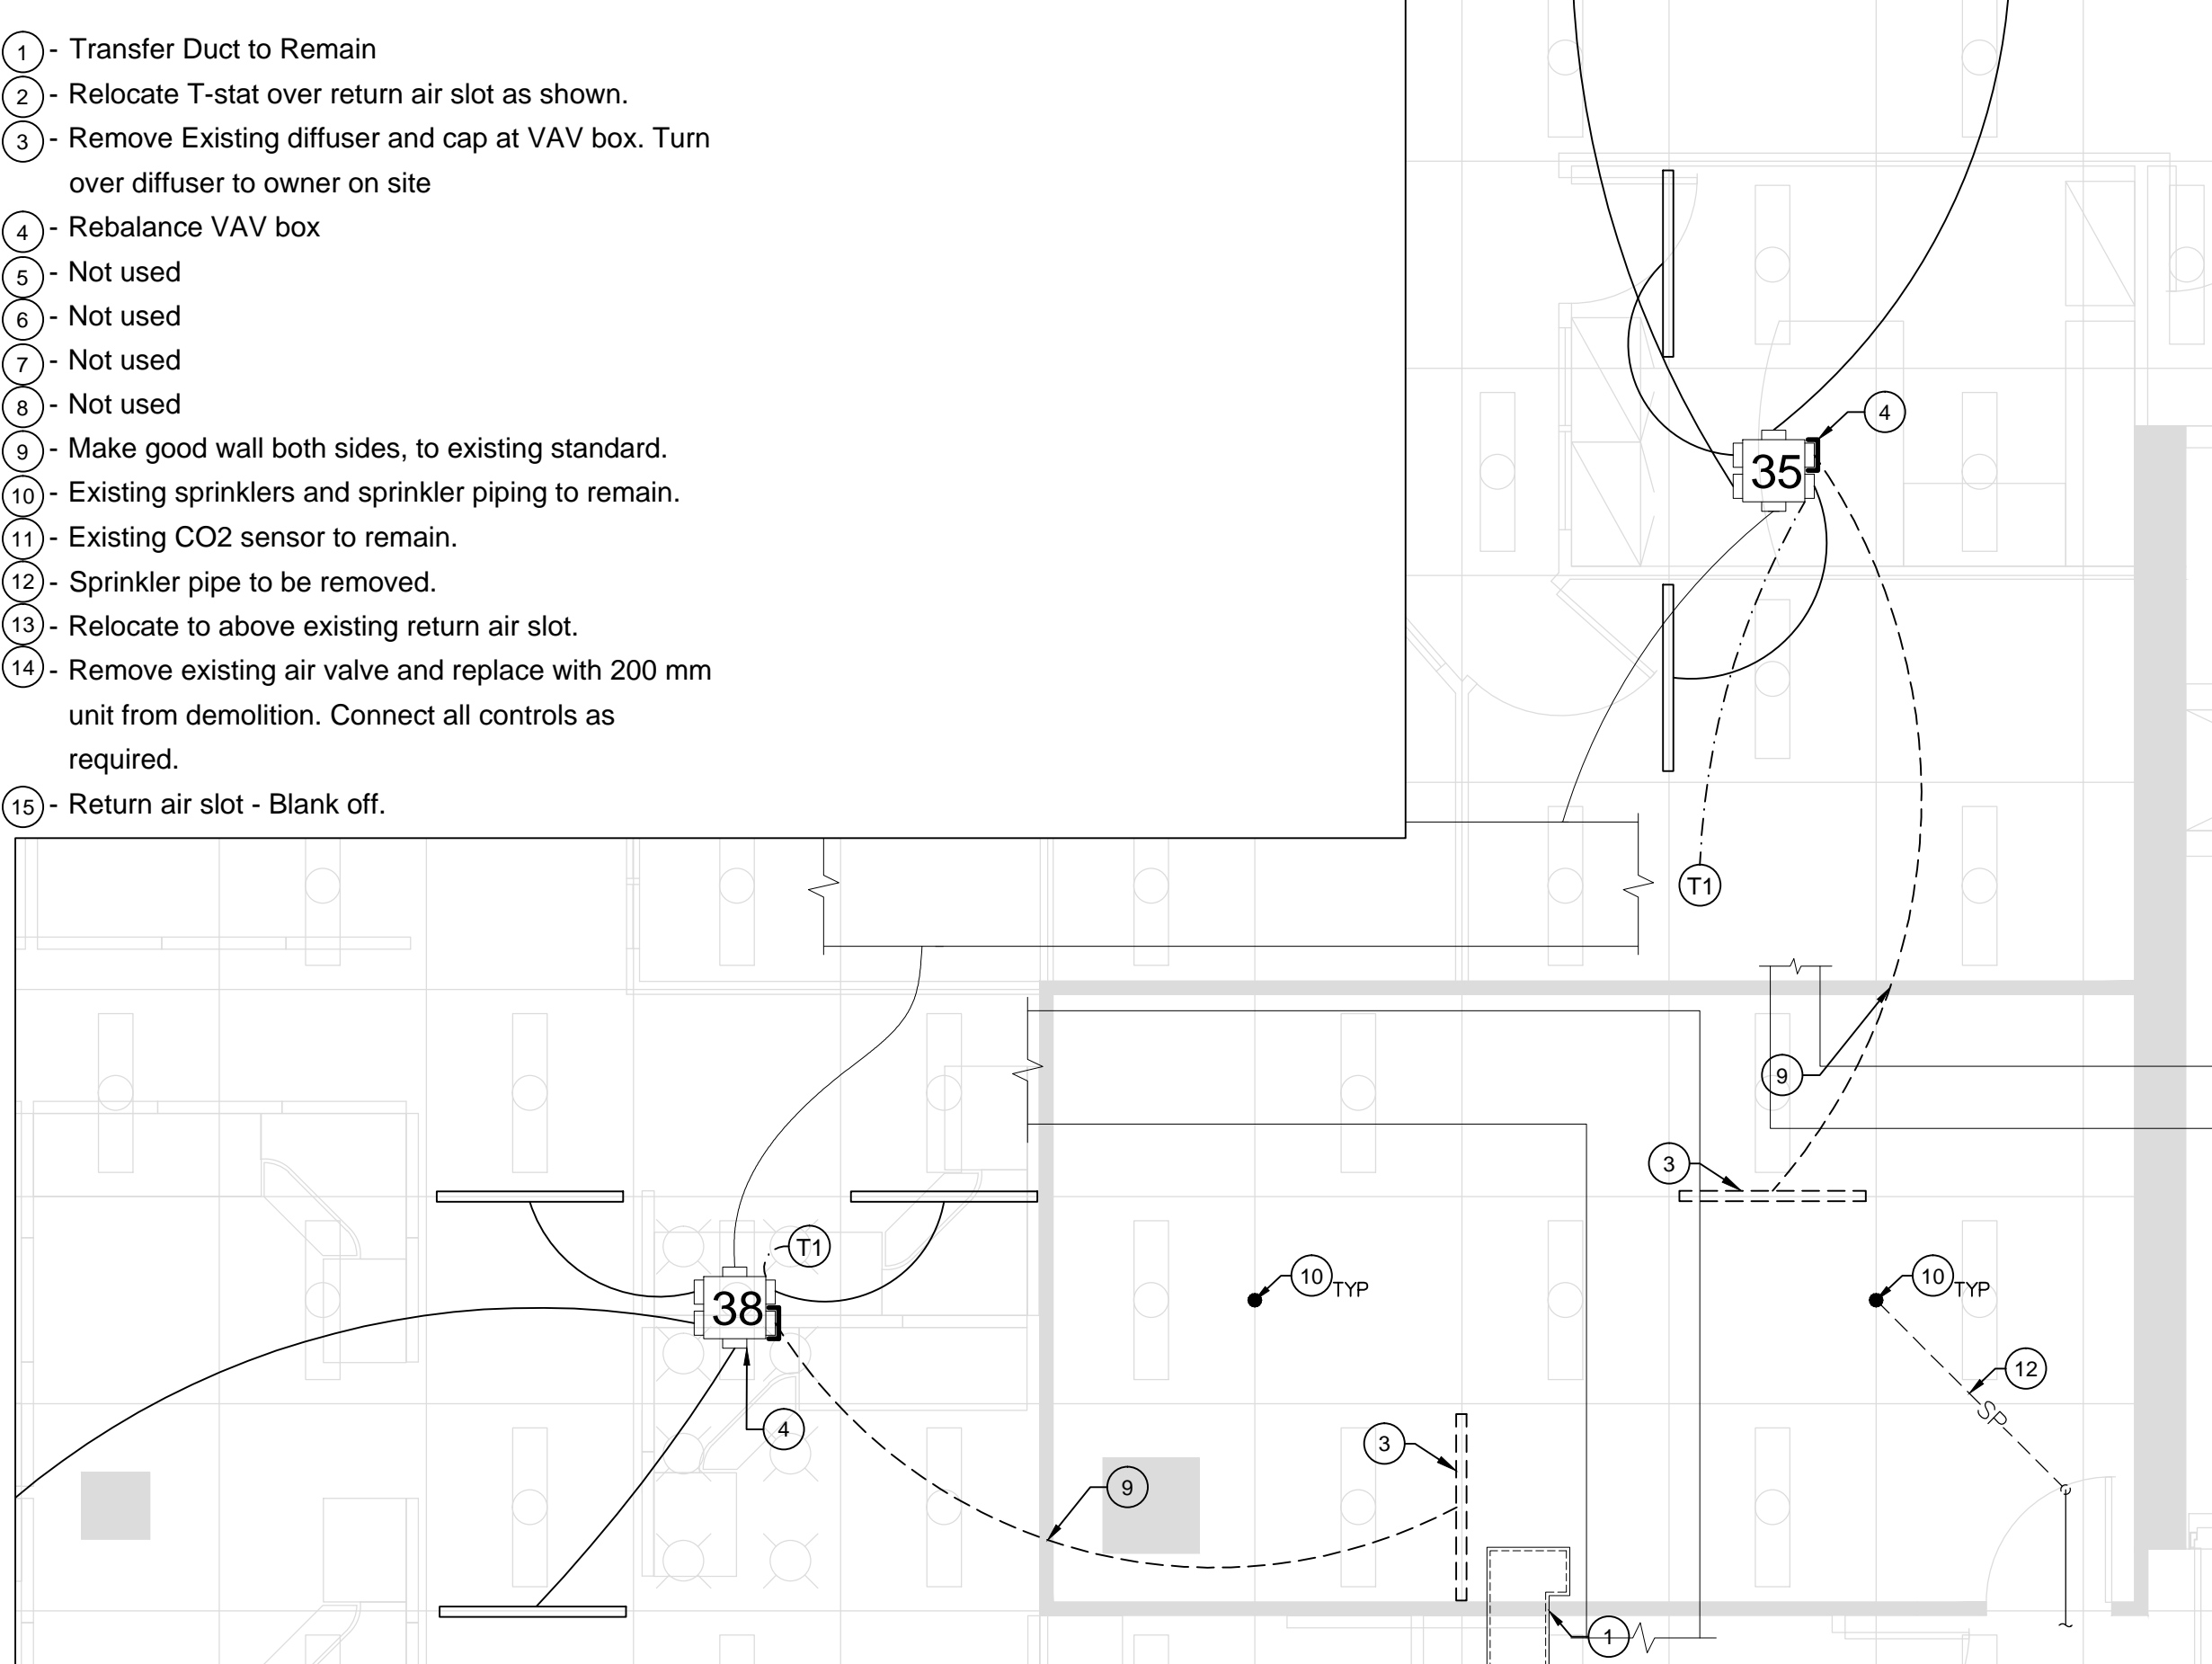 1 - Transfer Duct to Remain
2 - Relocate T-stat over return air slot as shown.
3 - Remove Existing diffuser and cap at VAV box. Turn
over diffuser to owner on site
4 - Rebalance VAV box
5 - Not used
6 - Not used
7 - Not used
8 - Not used
9 - Make good wall both sides, to existing standard.
10 - Existing sprinklers and sprinkler piping to remain.
11 - Existing CO2 sensor to remain.
12 - Sprinkler pipe to be removed.
13 - Relocate to above existing return air slot.
14 - Remove existing air valve and replace with 200 mm
unit from demolition. Connect all controls as
required.
15 - Return air slot - Blank off.
4
35
T1
9
3
T1
38
10 TYP
10 TYP
12
SP
4
3
9
1